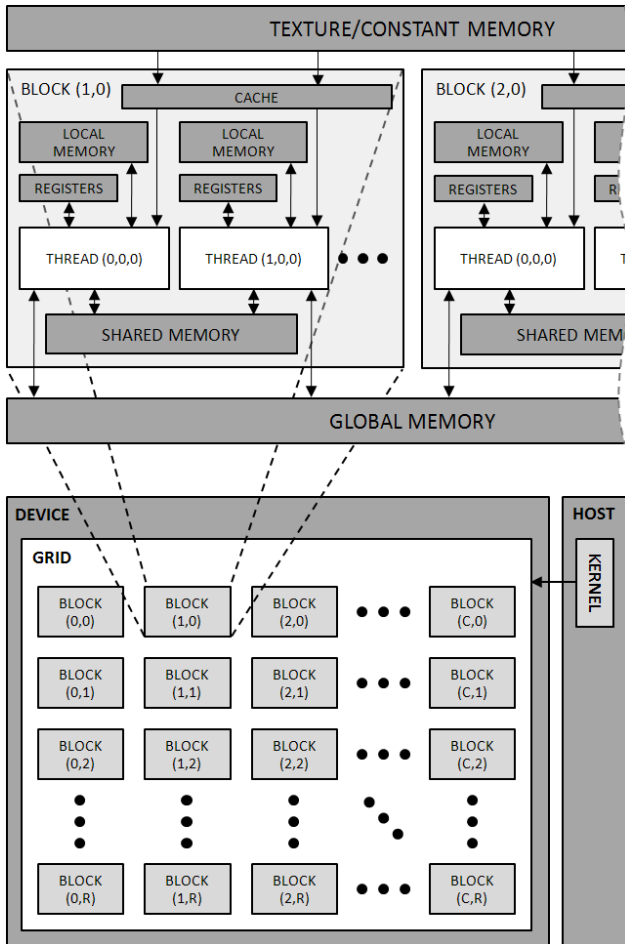 TEXTURE/CONSTANT MEMORY
BLOCK (1,0)
CACHE
LOCAL
MEMORY
LOCAL
MEMORY
REGISTERS
REGISTERS
THREAD (0,0,0)
THREAD (1,0,0)
SHARED MEMORY
BLOCK (2,0)
LOCAL
MEMORY
REGISTERS
THREAD (0,0,0)
SHARED
GLOBAL MEMORY
DEVICE
HOST
GRID
KERNEL
BLOCK
(0,0)
BLOCK
(1,0)
BLOCK
(2,0)
BLOCK
(C,0)
BLOCK
(0,1)
BLOCK
(1,1)
BLOCK
(2,1)
BLOCK
(C,1)
BLOCK
(0,2)
BLOCK
(1,2)
BLOCK
(2,2)
BLOCK
(C,2)
BLOCK
(0,R)
BLOCK
(1,R)
BLOCK
(2,R)
BLOCK
(C,R)